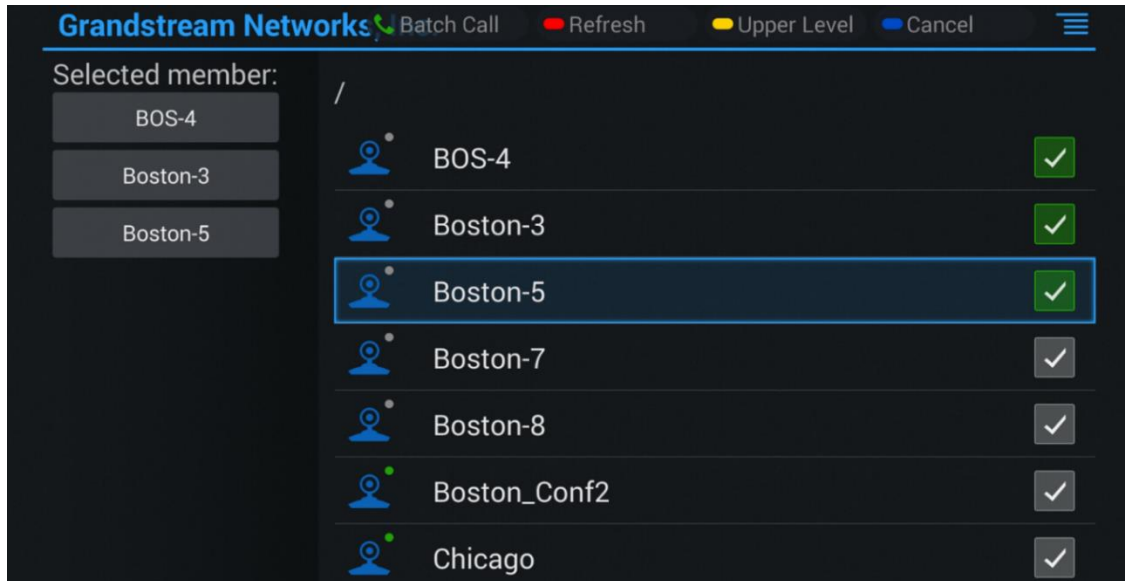 Grandstream Networks, Batch Call Refresh Upper Level Cancel
Selected member:
BOS-4
Boston-3
Boston-5
/
BOS-4
Boston-3
Boston-5
Boston-7
Boston-8
Boston_Conf2
Chicago